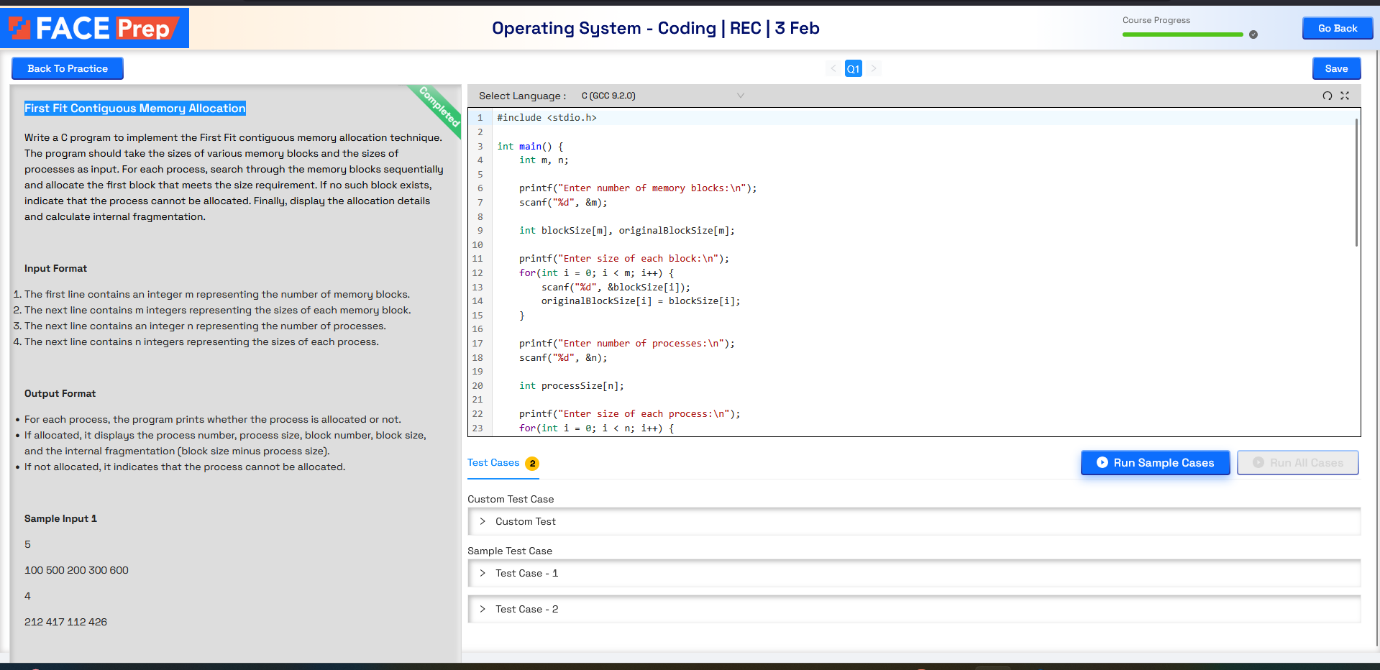 FACE Prep
Operating System - Coding | REC | 3 Feb
Course Progress
Go Back
Back To Practice
< Q1 >
Save
First Fit Contiguous Memory Allocation
Completed
Write a C program to implement the First Fit contiguous memory allocation technique.
The program should take the sizes of various memory blocks and the sizes of
processes as input. For each process, search through the memory blocks sequentially
and allocate the first block that meets the size requirement. If no such block exists,
indicate that the process cannot be allocated. Finally, display the allocation details
and calculate internal fragmentation.
Input Format
1. The first line contains an integer m representing the number of memory blocks.
2. The next line contains m integers representing the sizes of each memory block.
3. The next line contains an integer n representing the number of processes.
4. The next line contains n integers representing the sizes of each process.
Output Format
• For each process, the program prints whether the process is allocated or not.
• If allocated, it displays the process number, process size, block number, block size,
and the internal fragmentation (block size minus process size).
• If not allocated, it indicates that the process cannot be allocated.
Sample Input 1
5
100 500 200 300 600
4
212 417 112 426
Select Language : C (GCC 9.2.0)
1 #include <stdio.h>
2
3 int main() {
4     int m, n;
5
6     printf("Enter number of memory blocks:\n");
7     scanf("%d", &m);
8
9     int blockSize[m], originalBlockSize[m];
10
11     printf("Enter size of each block:\n");
12     for(int i = 0; i < m; i++) {
13         scanf("%d", &blockSize[i]);
14         originalBlockSize[i] = blockSize[i];
15     }
16
17     printf("Enter number of processes:\n");
18     scanf("%d", &n);
19
20     int processSize[n];
21
22     printf("Enter size of each process:\n");
23     for(int i = 0; i < n; i++) {
Test Cases 2
Run Sample Cases
Run All Cases
Custom Test Case
> Custom Test
Sample Test Case
> Test Case - 1
> Test Case - 2